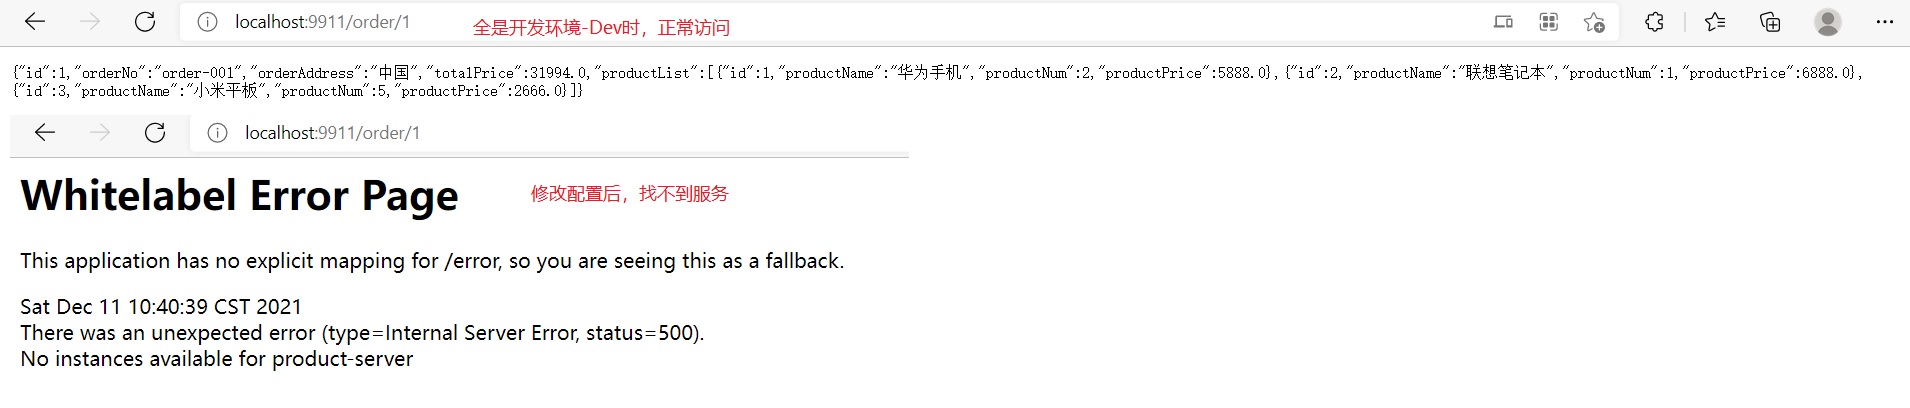 localhost:9911/order/1
全是开发环境-Dev时，正常访问
{"id":1,"orderNo":"order-001","orderAddress":"中国","totalPrice":31994.0,"productList":[{"id":1,"productName":"华为手机","productNum":2,"productPrice":5888.0},{"id":2,"productName":"联想笔记本","productNum":1,"productPrice":6888.0},
{"id":3,"productName":"小米平板","productNum":5,"productPrice":2666.0}]}
localhost:9911/order/1
Whitelabel Error Page
修改配置后，找不到服务
This application has no explicit mapping for /error, so you are seeing this as a fallback.
Sat Dec 11 10:40:39 CST 2021
There was an unexpected error (type=Internal Server Error, status=500).
No instances available for product-server